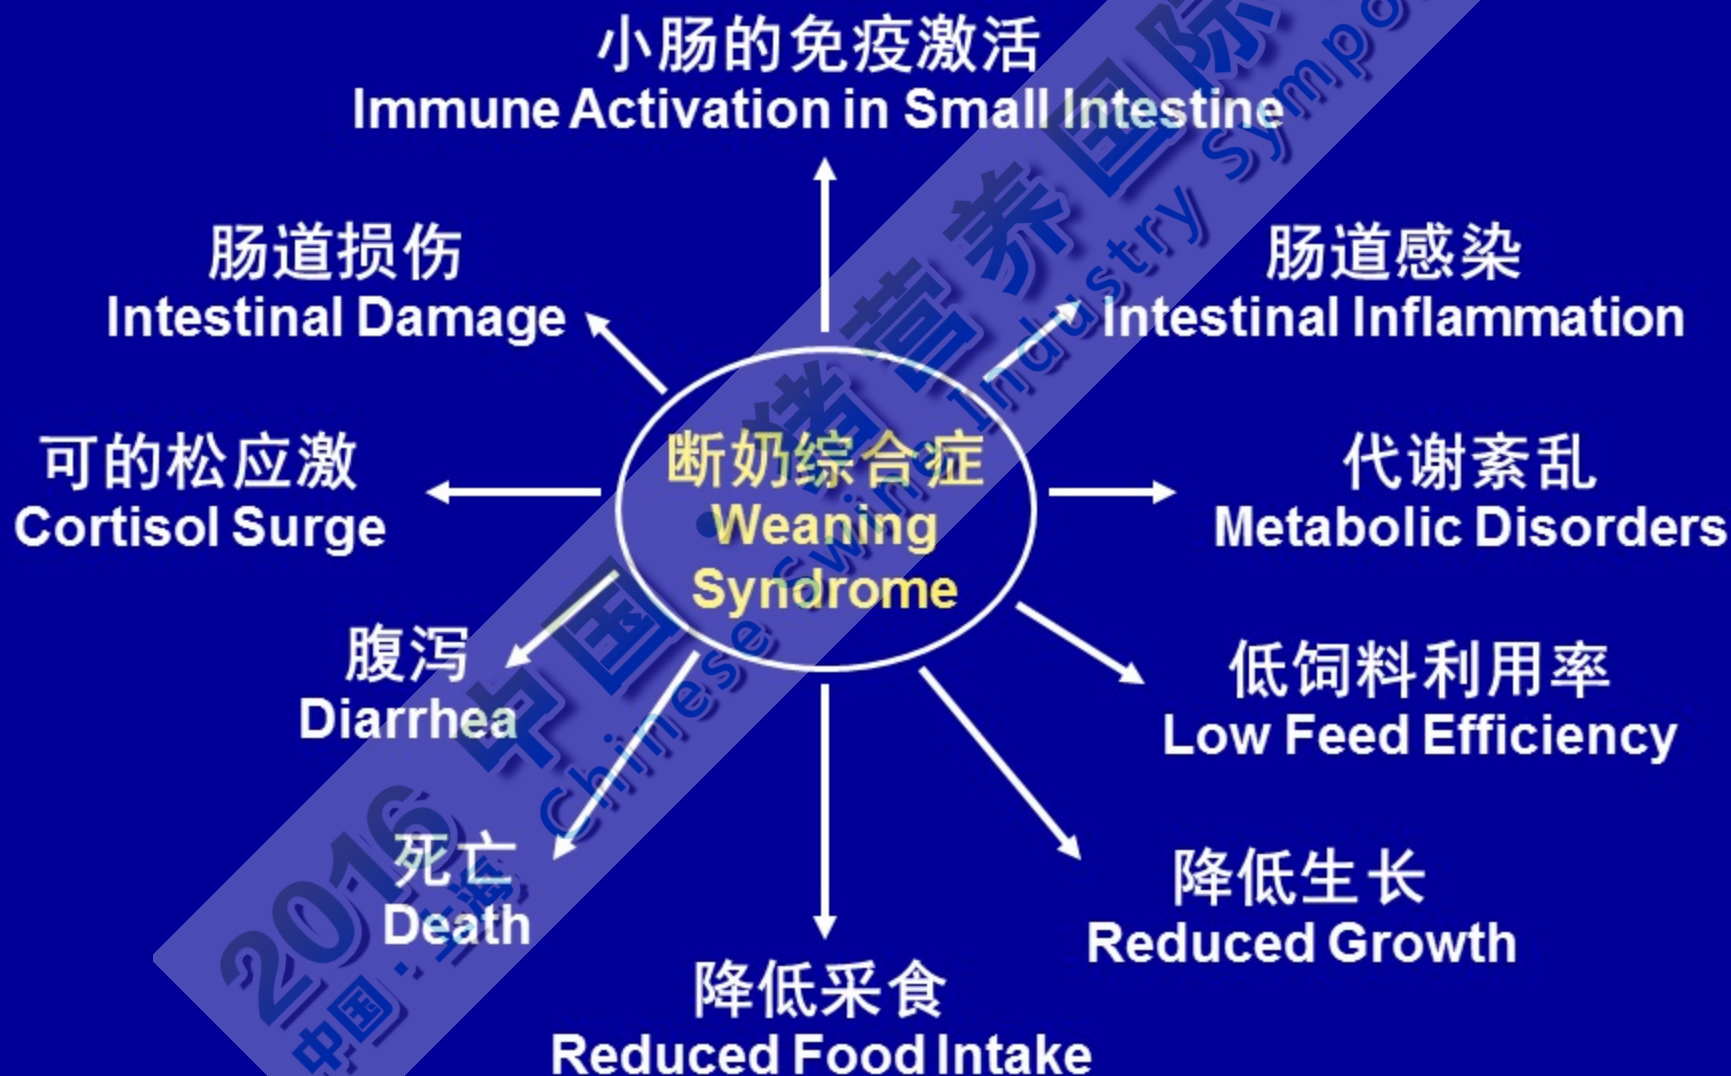 小肠的免疫激活
Immune Activation in Small Intestine
肠道损伤
Intestinal Damage
肠道感染
Intestinal Inflammation
可的松应激
Cortisol Surge
断奶综合症
Weaning
Syndrome
代谢紊乱
Metabolic Disorders
腹泻
Diarrhea
低饲料利用率
Low Feed Efficiency
死亡
Death
降低生长
Reduced Growth
降低采食
Reduced Food Intake
2016 中国·猪营养国际
Chinese Swine Industry
中国·上海